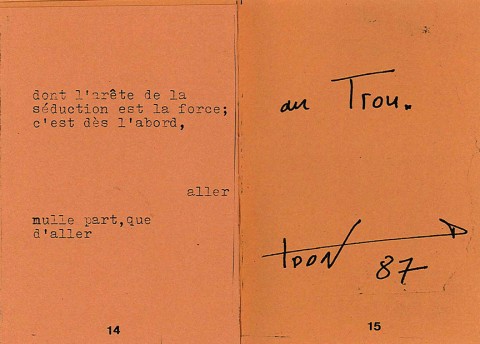 dont l'arête de la
séduction est la force;
c'est dès l'abord,
aller
nulle part,que
d'aller
14
au Trou.
IDON
87
15